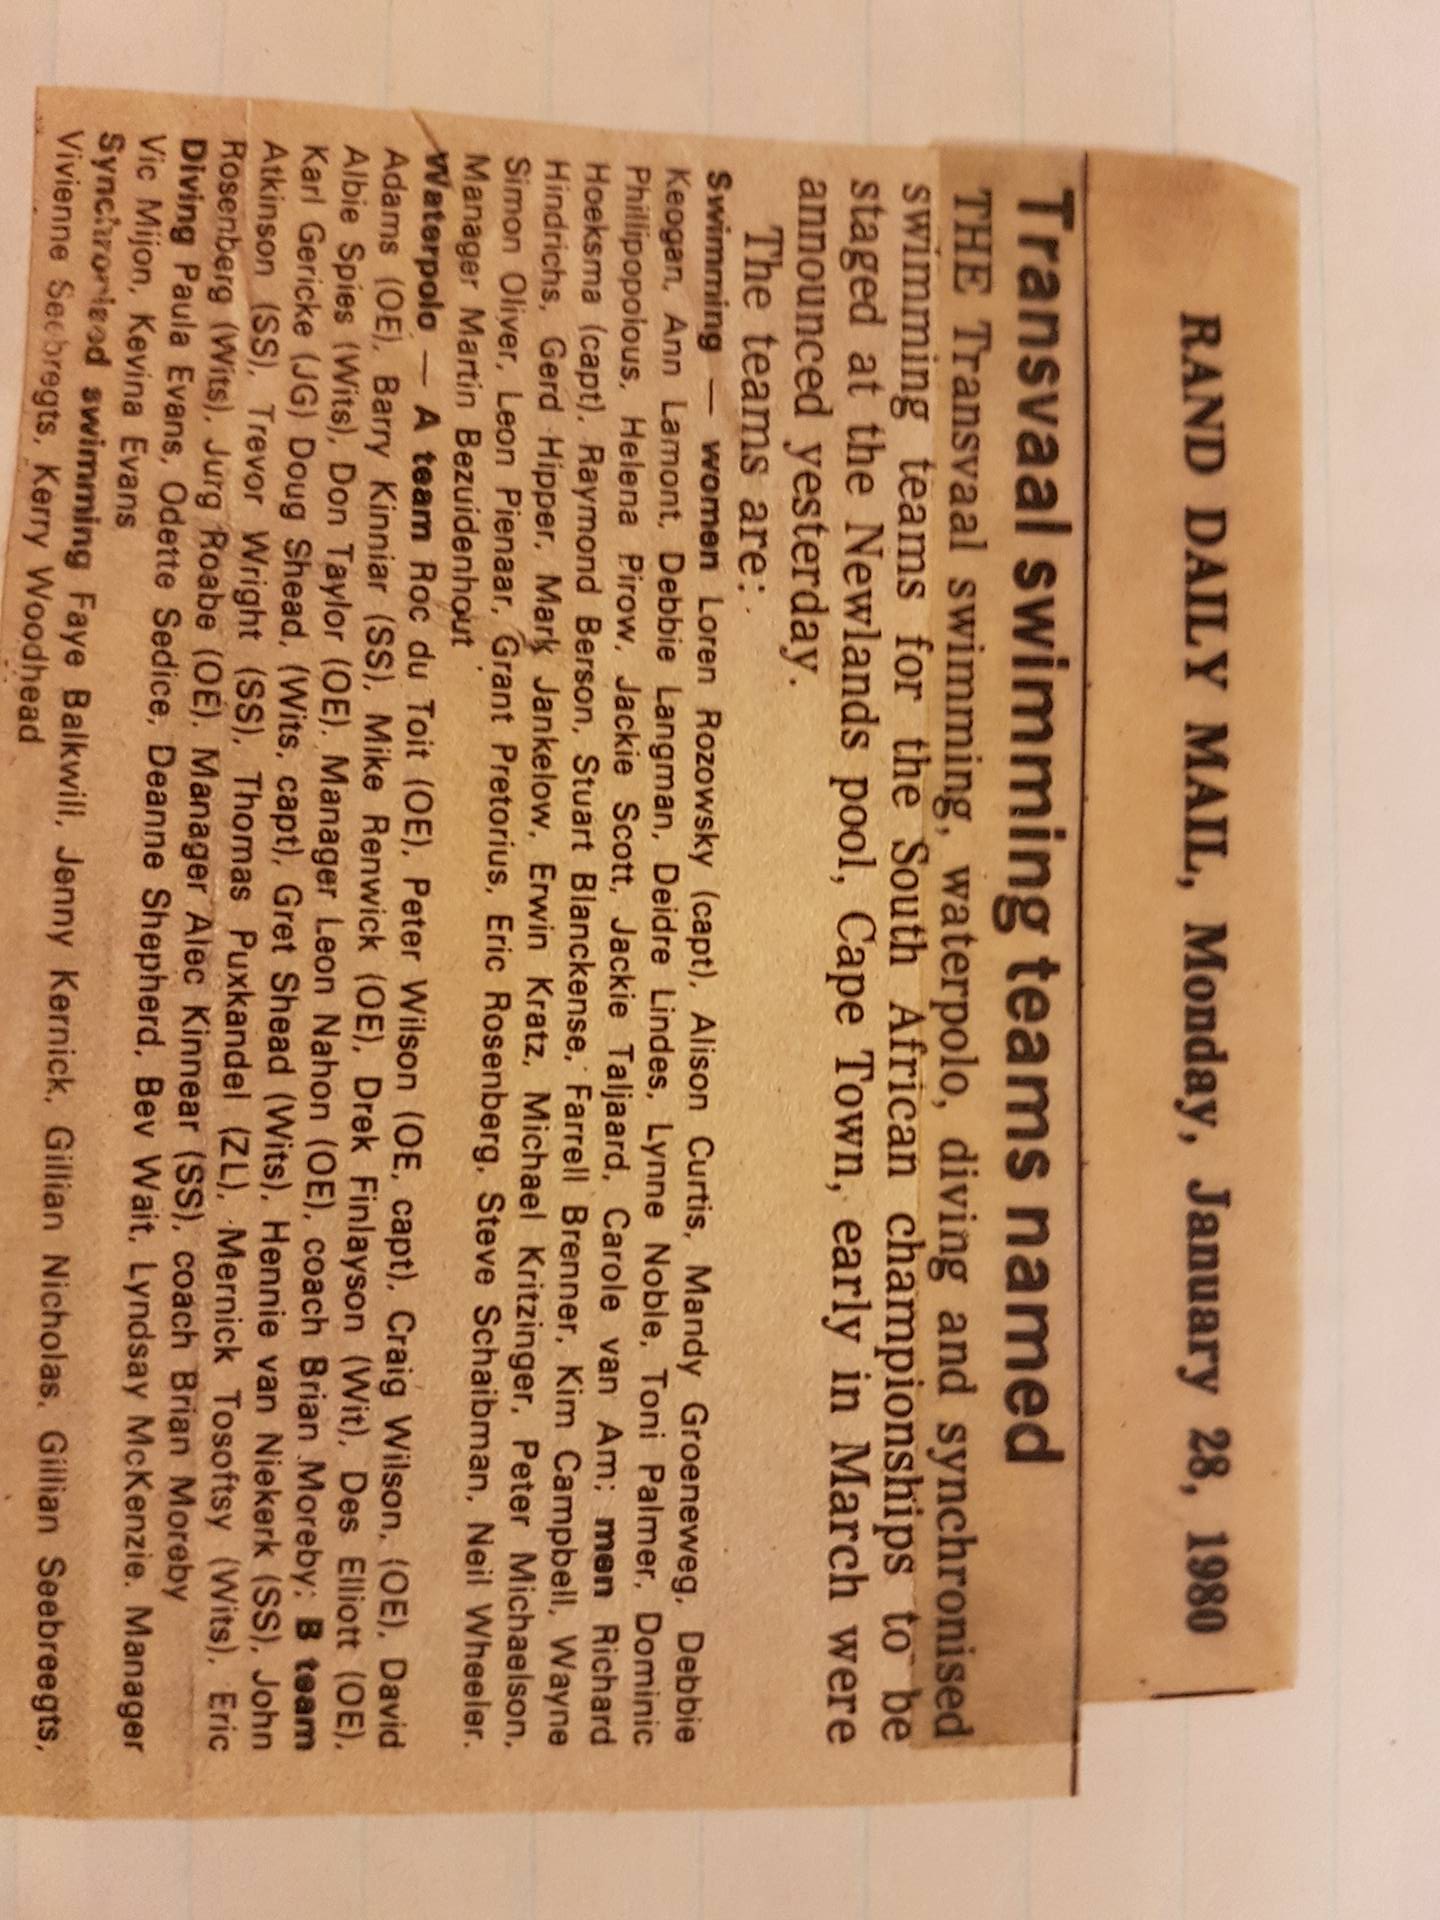 RAND DAILY MAIL, Monday, January 28, 1980
Transvaal swimming teams named
THE Transvaal swimming, waterpolo, diving and synchronised
swimming teams for the South African championships to be
staged at the Newlands pool, Cape Town, early in March were
announced yesterday.
The teams are:
Swimming — women Loren Rozowsky (capt), Alison Curtis, Mandy Groeneweg, Debbie
Keogan, Ann Lamont, Debbie Langman, Deidre Lindes, Lynne Noble, Toni Palmer, Dominic
Phillipopolous, Helena Pirow, Jackie Scott, Jackie Taljaard, Carole van Am; men Richard
Hoeksma (capt), Raymond Berson, Stuart Blanckense, Farrell Brenner, Kim Campbell, Wayne
Hindrichs, Gerd Hipper, Mark Jankelow, Erwin Kratz, Michael Kritzinger, Peter Michaelson,
Simon Oliver, Leon Pienaar, Grant Pretorius, Eric Rosenberg, Steve Schaibman, Neil Wheeler.
Manager Martin Bezuidenhout
Waterpolo — A team Roc du Toit (OE), Peter Wilson (OE, capt), Craig Wilson, (OE), David
Adams (OE), Barry Kinniar (SS), Mike Renwick (OE), Drek Finlayson (Wit), Des Elliott (OE),
Albie Spies (Wits), Don Taylor (OE). Manager Leon Nahon (OE), coach Brian Moreby; B team
Karl Gericke (JG) Doug Shead, (Wits, capt), Gret Shead (Wits), Hennie van Niekerk (SS), John
Atkinson (SS), Trevor Wright (SS), Thomas Puxkandel (ZL), Mernick Tosoftsy (Wits), Eric
Rosenberg (Wits), Jurg Roabe (OE). Manager Alec Kinnear (SS), coach Brian Moreby
Diving Paula Evans, Odette Sedice, Deanne Shepherd, Bev Wait, Lyndsay McKenzie. Manager
Vic Mijon, Kevina Evans
Synchronised swimming Faye Balkwill, Jenny Kernick, Gillian Nicholas, Gillian Seebreegts,
Vivienne Seebregts, Kerry Woodhead